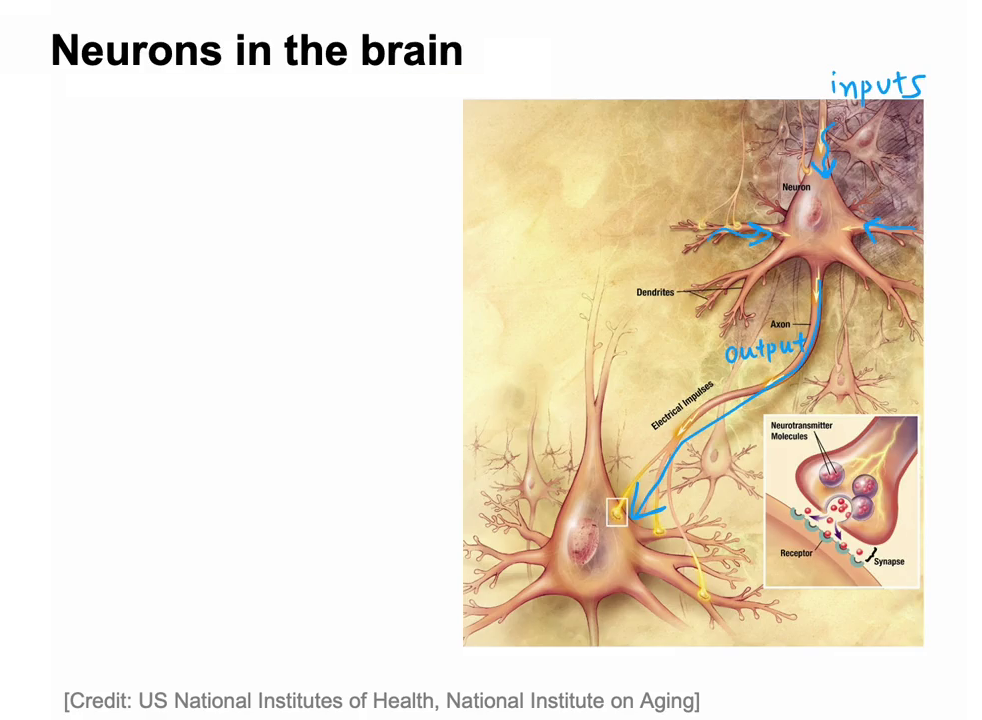 Neurons in the brain
inputs
Neuron
Dendrites
Axon
output
Electrical Impulses
Neurotransmitter
Molecules
Receptor
Synapse
[Credit: US National Institutes of Health, National Institute on Aging]